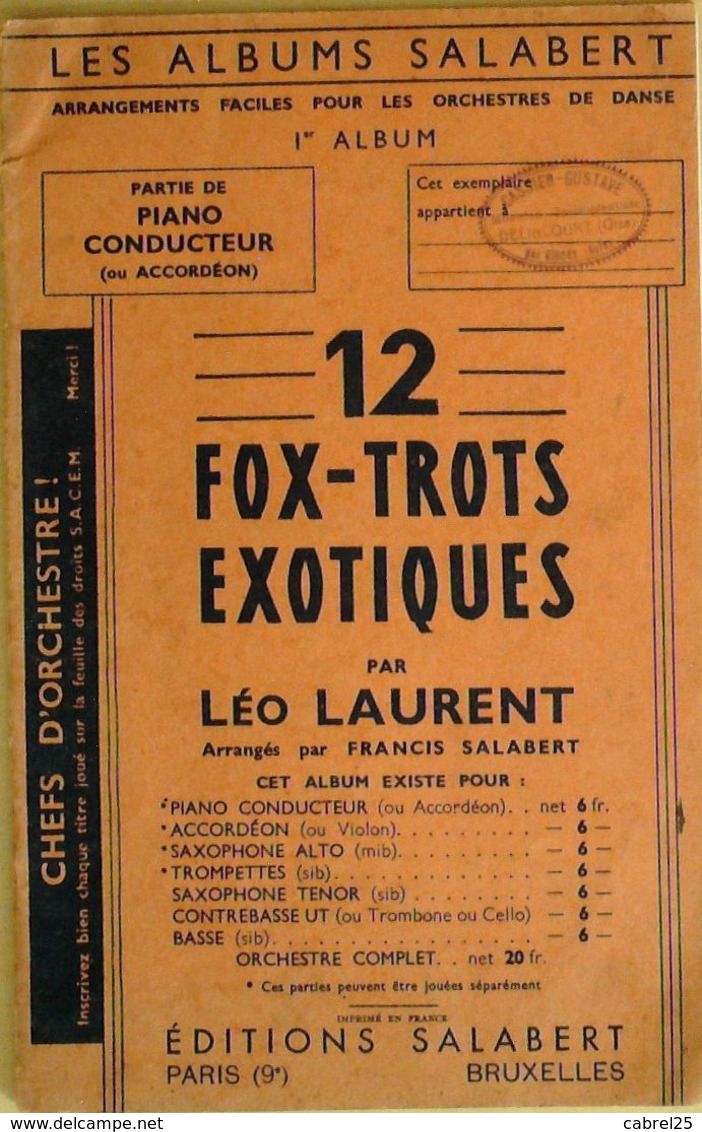 LES ALBUMS SALABERT
ARRANGEMENTS FACILES POUR LES ORCHESTRES DE DANSE
1er ALBUM
PARTIE DE
PIANO
CONDUCTEUR
(ou ACCORDÉON)
Cet exemplaire
appartient à
GUSTAVE
(Oise)
CHEFS D'ORCHESTRE !
Inscrivez bien chaque titre joué sur la feuille des droits S.A.C.E.M. Merci !
12
FOX-TROTS
EXOTIQUES
PAR
LÉO LAURENT
Arrangés par FRANCIS SALABERT
CET ALBUM EXISTE POUR :
*PIANO CONDUCTEUR (ou Accordéon). . net 6 fr.
*ACCORDÉON (ou Violon). . . . . . . . . — 6 —
*SAXOPHONE ALTO (mib). . . . . . . . . — 6 —
*TROMPETTES (sib). . . . . . . . . . . . — 6 —
SAXOPHONE TENOR (sib) . . . . . . . . — 6 —
CONTREBASSE UT (ou Trombone ou Cello) — 6 —
BASSE (sib). . . . . . . . . . . . . . . . . — 6 —
ORCHESTRE COMPLET. . net 20 fr.
* Ces parties peuvent être jouées séparément
IMPRIMÉ EN FRANCE
ÉDITIONS SALABERT
PARIS (9e) BRUXELLES
cabrel25